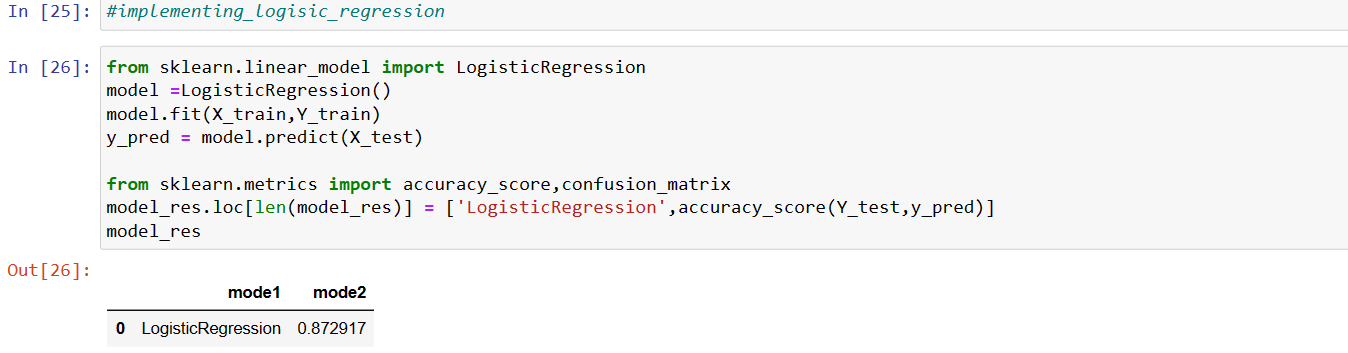 In [25]: #implementing_logisic_regression
In [26]: from sklearn.linear_model import LogisticRegression
model =LogisticRegression()
model.fit(X_train,Y_train)
y_pred = model.predict(X_test)
from sklearn.metrics import accuracy_score,confusion_matrix
model_res.loc[len(model_res)] = ['LogisticRegression',accuracy_score(Y_test,y_pred)]
model_res
Out[26]:
mode1 mode2
0 LogisticRegression 0.872917